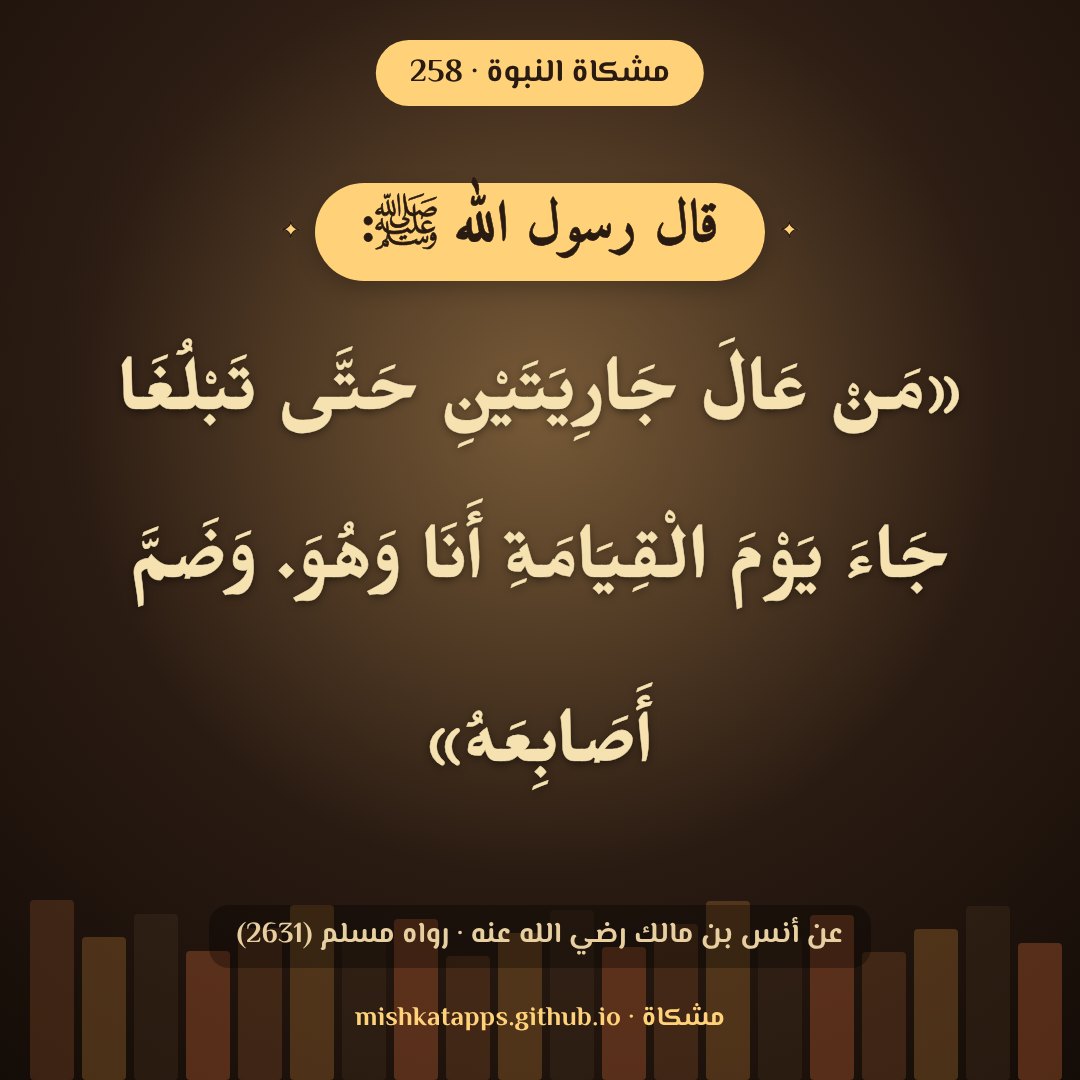 مشكاة النبوة · 258
قال رسول الله ﷺ:
«مَنْ عَالَ جَارِيَتَيْنِ حَتَّى تَبْلُغَا
جَاءَ يَوْمَ الْقِيَامَةِ أَنَا وَهُوَ. وَضَمَّ
أَصَابِعَهُ»
عن أنس بن مالك رضي الله عنه · رواه مسلم (2631)
مشكاة · mishkatapps.github.io